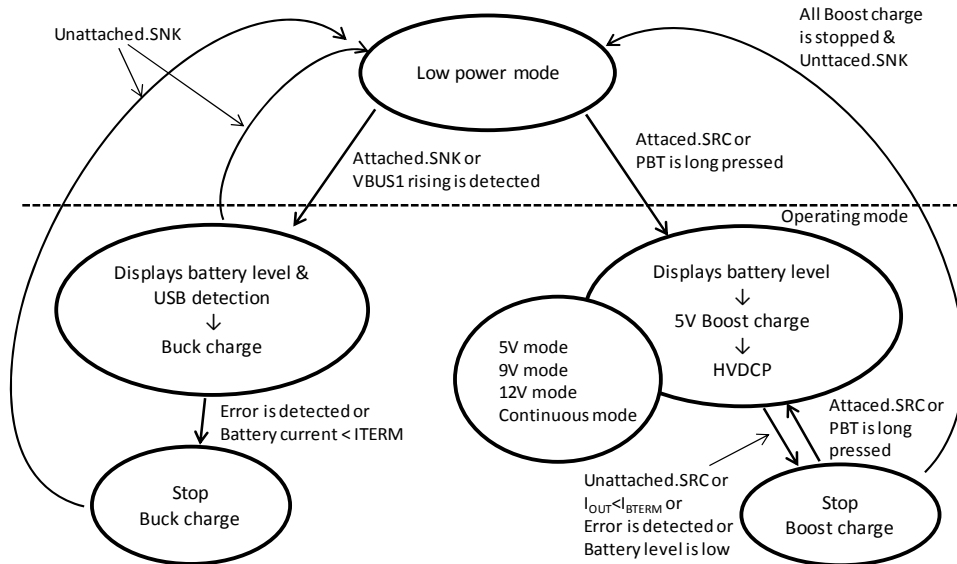 Unattached.SNK
Low power mode
All Boost charge
is stopped &
Unttaced.SNK
Attached.SNK or
VBUS1 rising is detected
Attaced.SRC or
PBT is long pressed
Operating mode
Displays battery level &
USB detection
↓
Buck charge
Displays battery level
↓
5V Boost charge
↓
HVDCP
5V mode
9V mode
12V mode
Continuous mode
Error is detected or
Battery current < ITERM
Attaced.SRC or
PBT is long
pressed
Stop
Buck charge
Unattached.SRC or
IOUT<IBTERM or
Error is detected or
Battery level is low
Stop
Boost charge